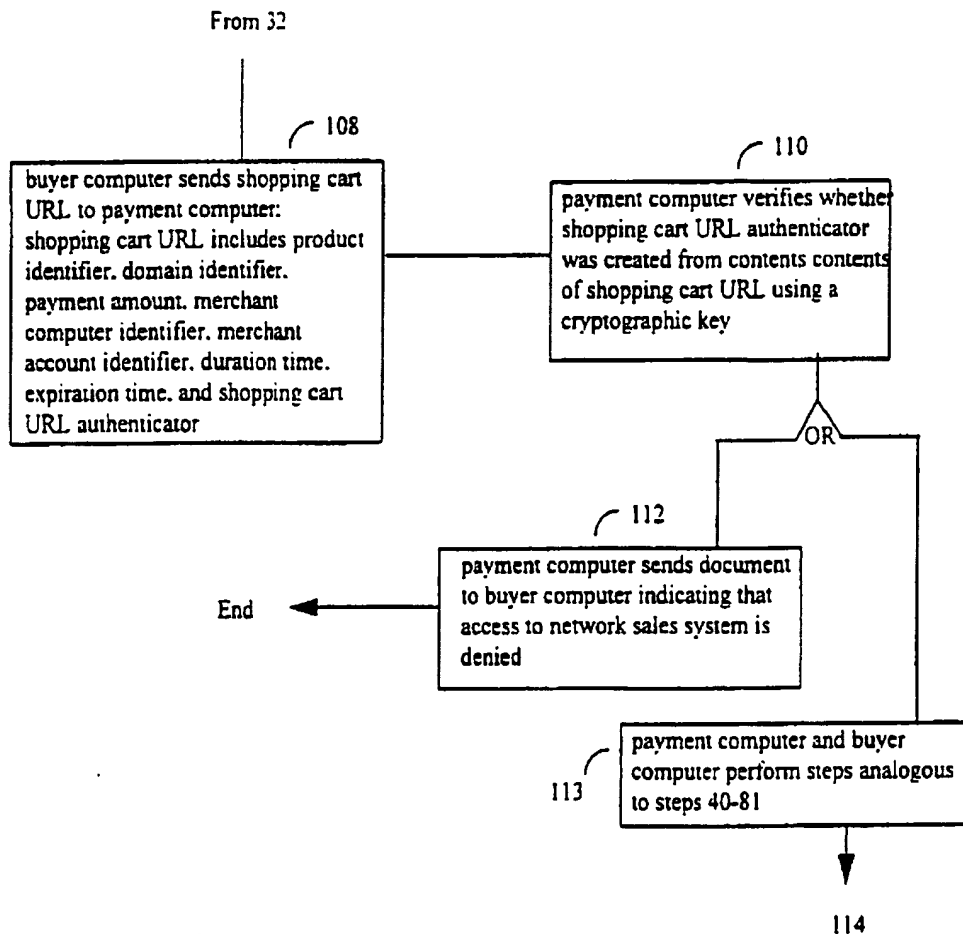 From 32
108
buyer computer sends shopping cart
URL to payment computer:
shopping cart URL includes product
identifier. domain identifier.
payment amount. merchant
computer identifier. merchant
account identifier. duration time.
expiration time. and shopping cart
URL authenticator
110
payment computer verifies whether
shopping cart URL authenticator
was created from contents contents
of shopping cart URL using a
cryptographic key
OR
112
payment computer sends document
to buyer computer indicating that
access to network sales system is
denied
End
payment computer and buyer
computer perform steps analogous
to steps 40-81
113
114